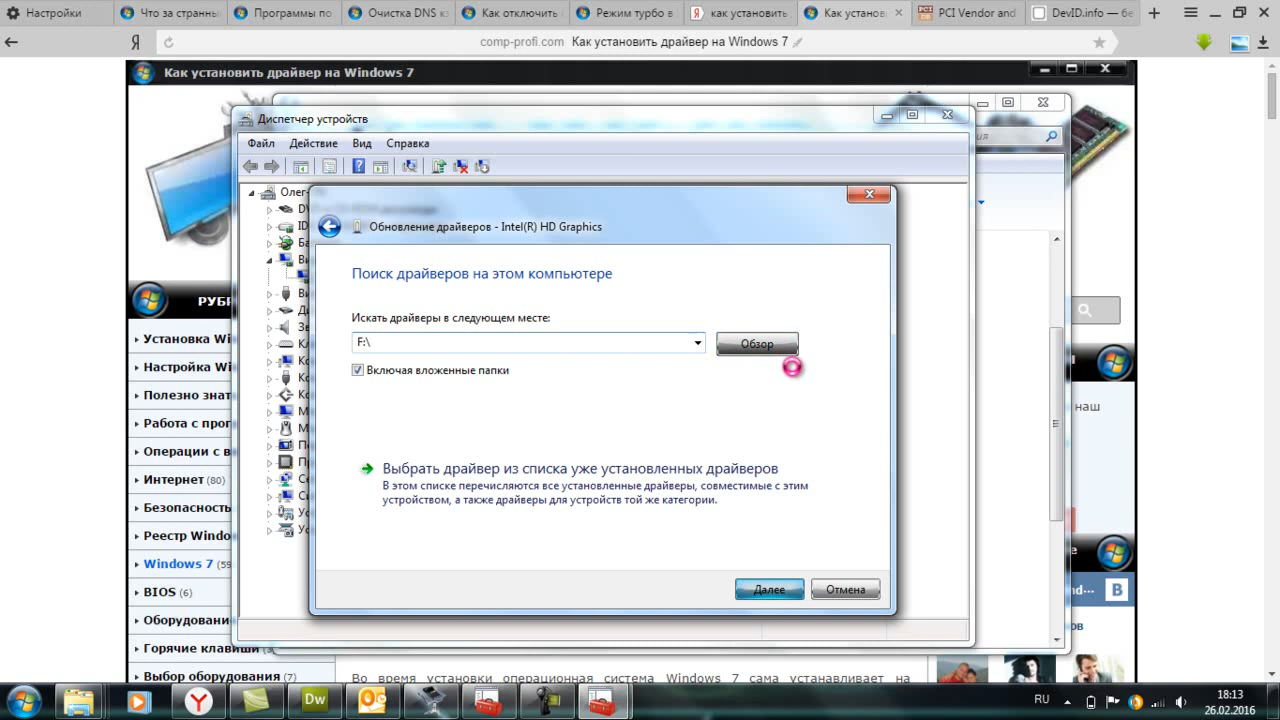 Настройки
Что за странны
Программы по
Очистка DNS кэ
Как отключить
Режим турбо в
как установить
Как установ
PCI Vendor and
DevID.info — бе
comp-profi.com Как установить драйвер на Windows 7
Как установить драйвер на Windows 7
Диспетчер устройств
Файл Действие Вид Справка
Обновление драйверов - Intel(R) HD Graphics
Поиск драйверов на этом компьютере
Искать драйверы в следующем месте:
F:\
Обзор
Включая вложенные папки
Выбрать драйвер из списка уже установленных драйверов
В этом списке перечисляются все установленные драйверы, совместимые с этим
устройством, а также драйверы для устройств той же категории.
Далее Отмена
РУБР
Установка Wi
Настройка Wi
Полезно знат
Работа с прог
Операции с в
Интернет (80)
Безопасность
Реестр Windo
Windows 7 (59
BIOS (6)
Оборудовани
Горячие клавиши (3
Выбор оборудования (7)
наш
Во время установки операционная система Windows 7 сама устанавливает на
RU
18:13
26.02.2016